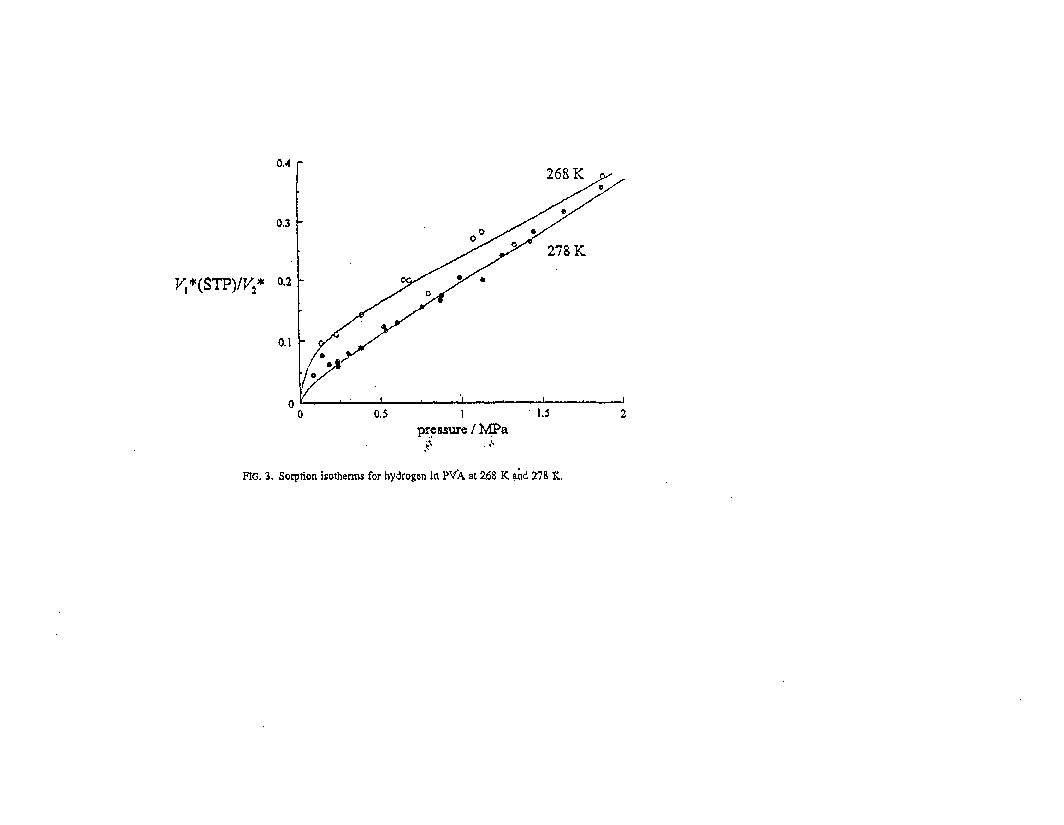 0.4
268 K
0.3
278 K
V₁*(STP)/V₂* 0.2
0.1
0
0 0.5 1 1.5 2
pressure / MPa
FIG. 3. Sorption isotherms for hydrogen in PVA at 268 K and 278 K.